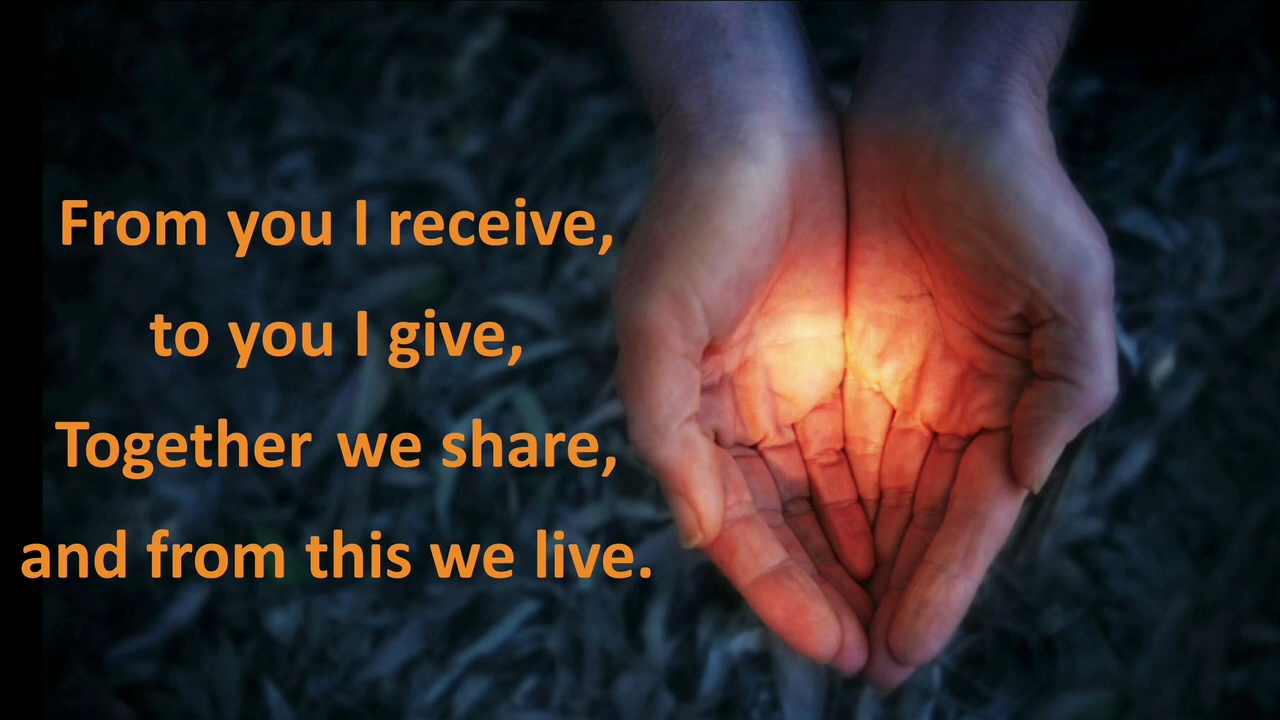 From you I receive,
to you I give,
Together we share,
and from this we live.